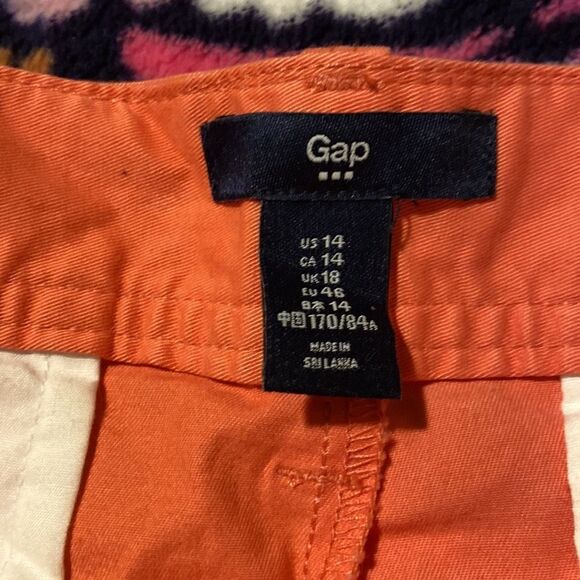 Gap
US 14
CA 14
UK 18
EU 46
日本 14
中国 170/84A
MADE IN
SRI LANKA